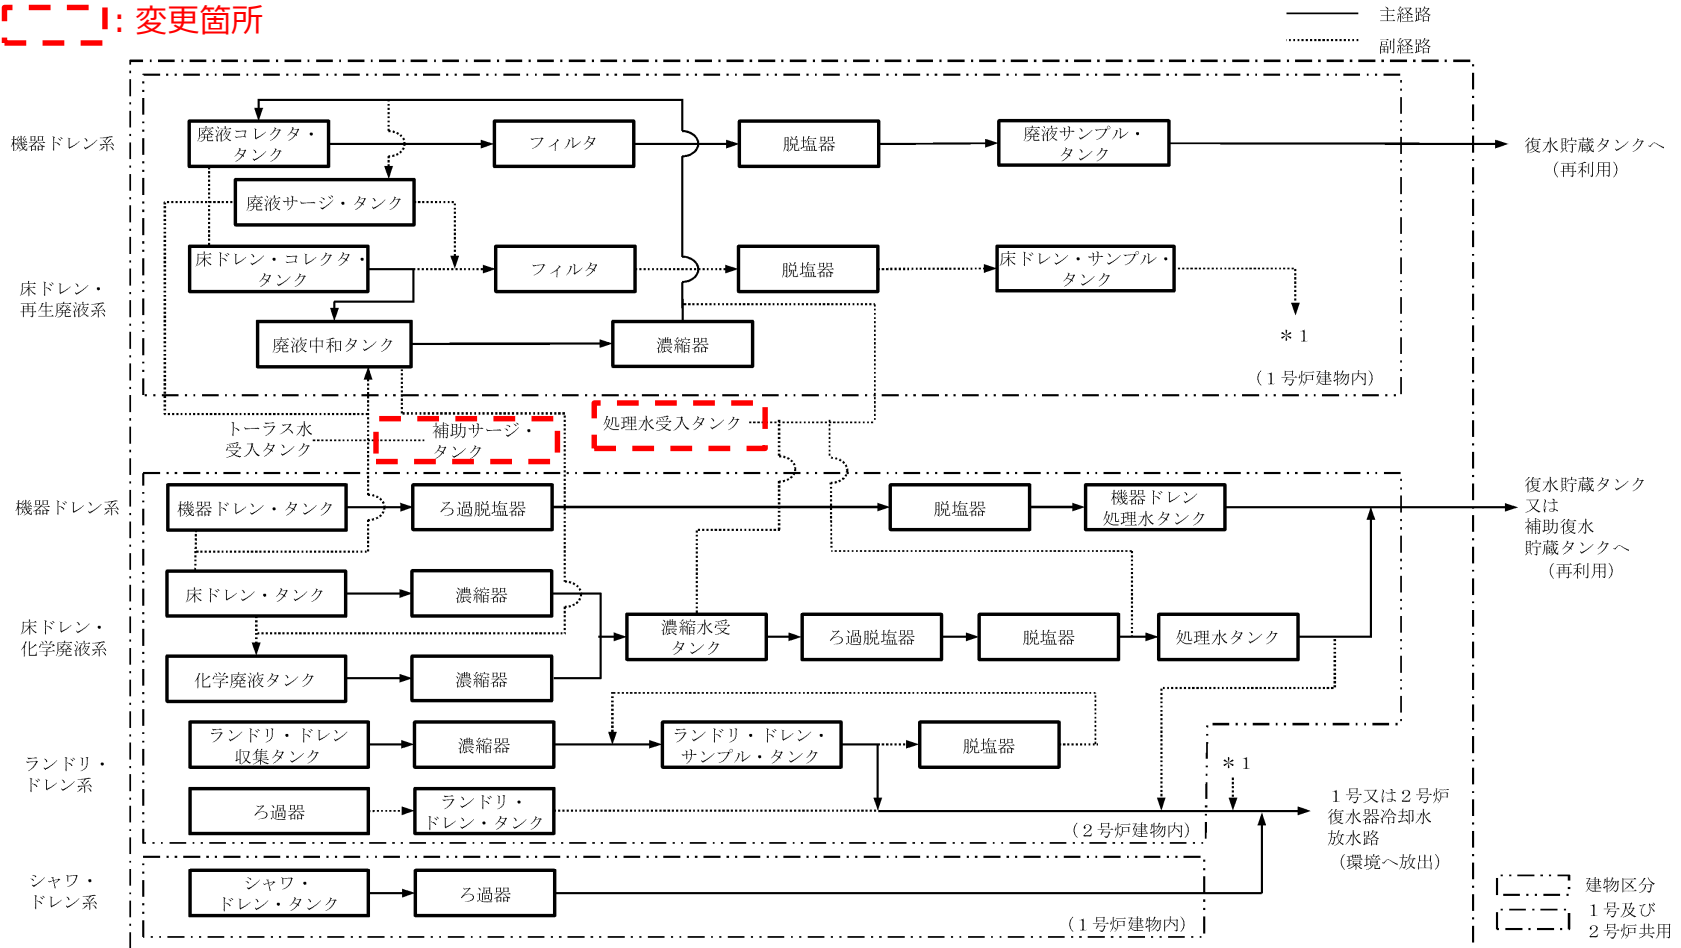 : 変更箇所
主経路
副経路
機器ドレン系
廃液コレクタ・
タンク
フィルタ
脱塩器
廃液サンプル・
タンク
復水貯蔵タンクへ
(再利用)
廃液サージ・タンク
床ドレン・
再生廃液系
床ドレン・コレクタ・
タンク
フィルタ
脱塩器
床ドレン・サンプル・
タンク
＊1
廃液中和タンク
濃縮器
(1号炉建物内)
トーラス水
受入タンク
補助サージ・
タンク
処理水受入タンク
機器ドレン系
機器ドレン・タンク
ろ過脱塩器
脱塩器
機器ドレン
処理水タンク
復水貯蔵タンク
又は
補助復水
貯蔵タンクへ
(再利用)
床ドレン・
化学廃液系
床ドレン・タンク
濃縮器
化学廃液タンク
濃縮器
濃縮水受
タンク
ろ過脱塩器
脱塩器
処理水タンク
ランドリ・
ドレン系
ランドリ・ドレン
収集タンク
濃縮器
ランドリ・ドレン・
サンプル・タンク
脱塩器
＊1
ろ過器
ランドリ・
ドレン・タンク
(2号炉建物内)
1号又は2号炉
復水器冷却水
放水路
(環境へ放出)
シャワ・
ドレン系
シャワ・
ドレン・タンク
ろ過器
(1号炉建物内)
建物区分
1号及び
2号炉共用